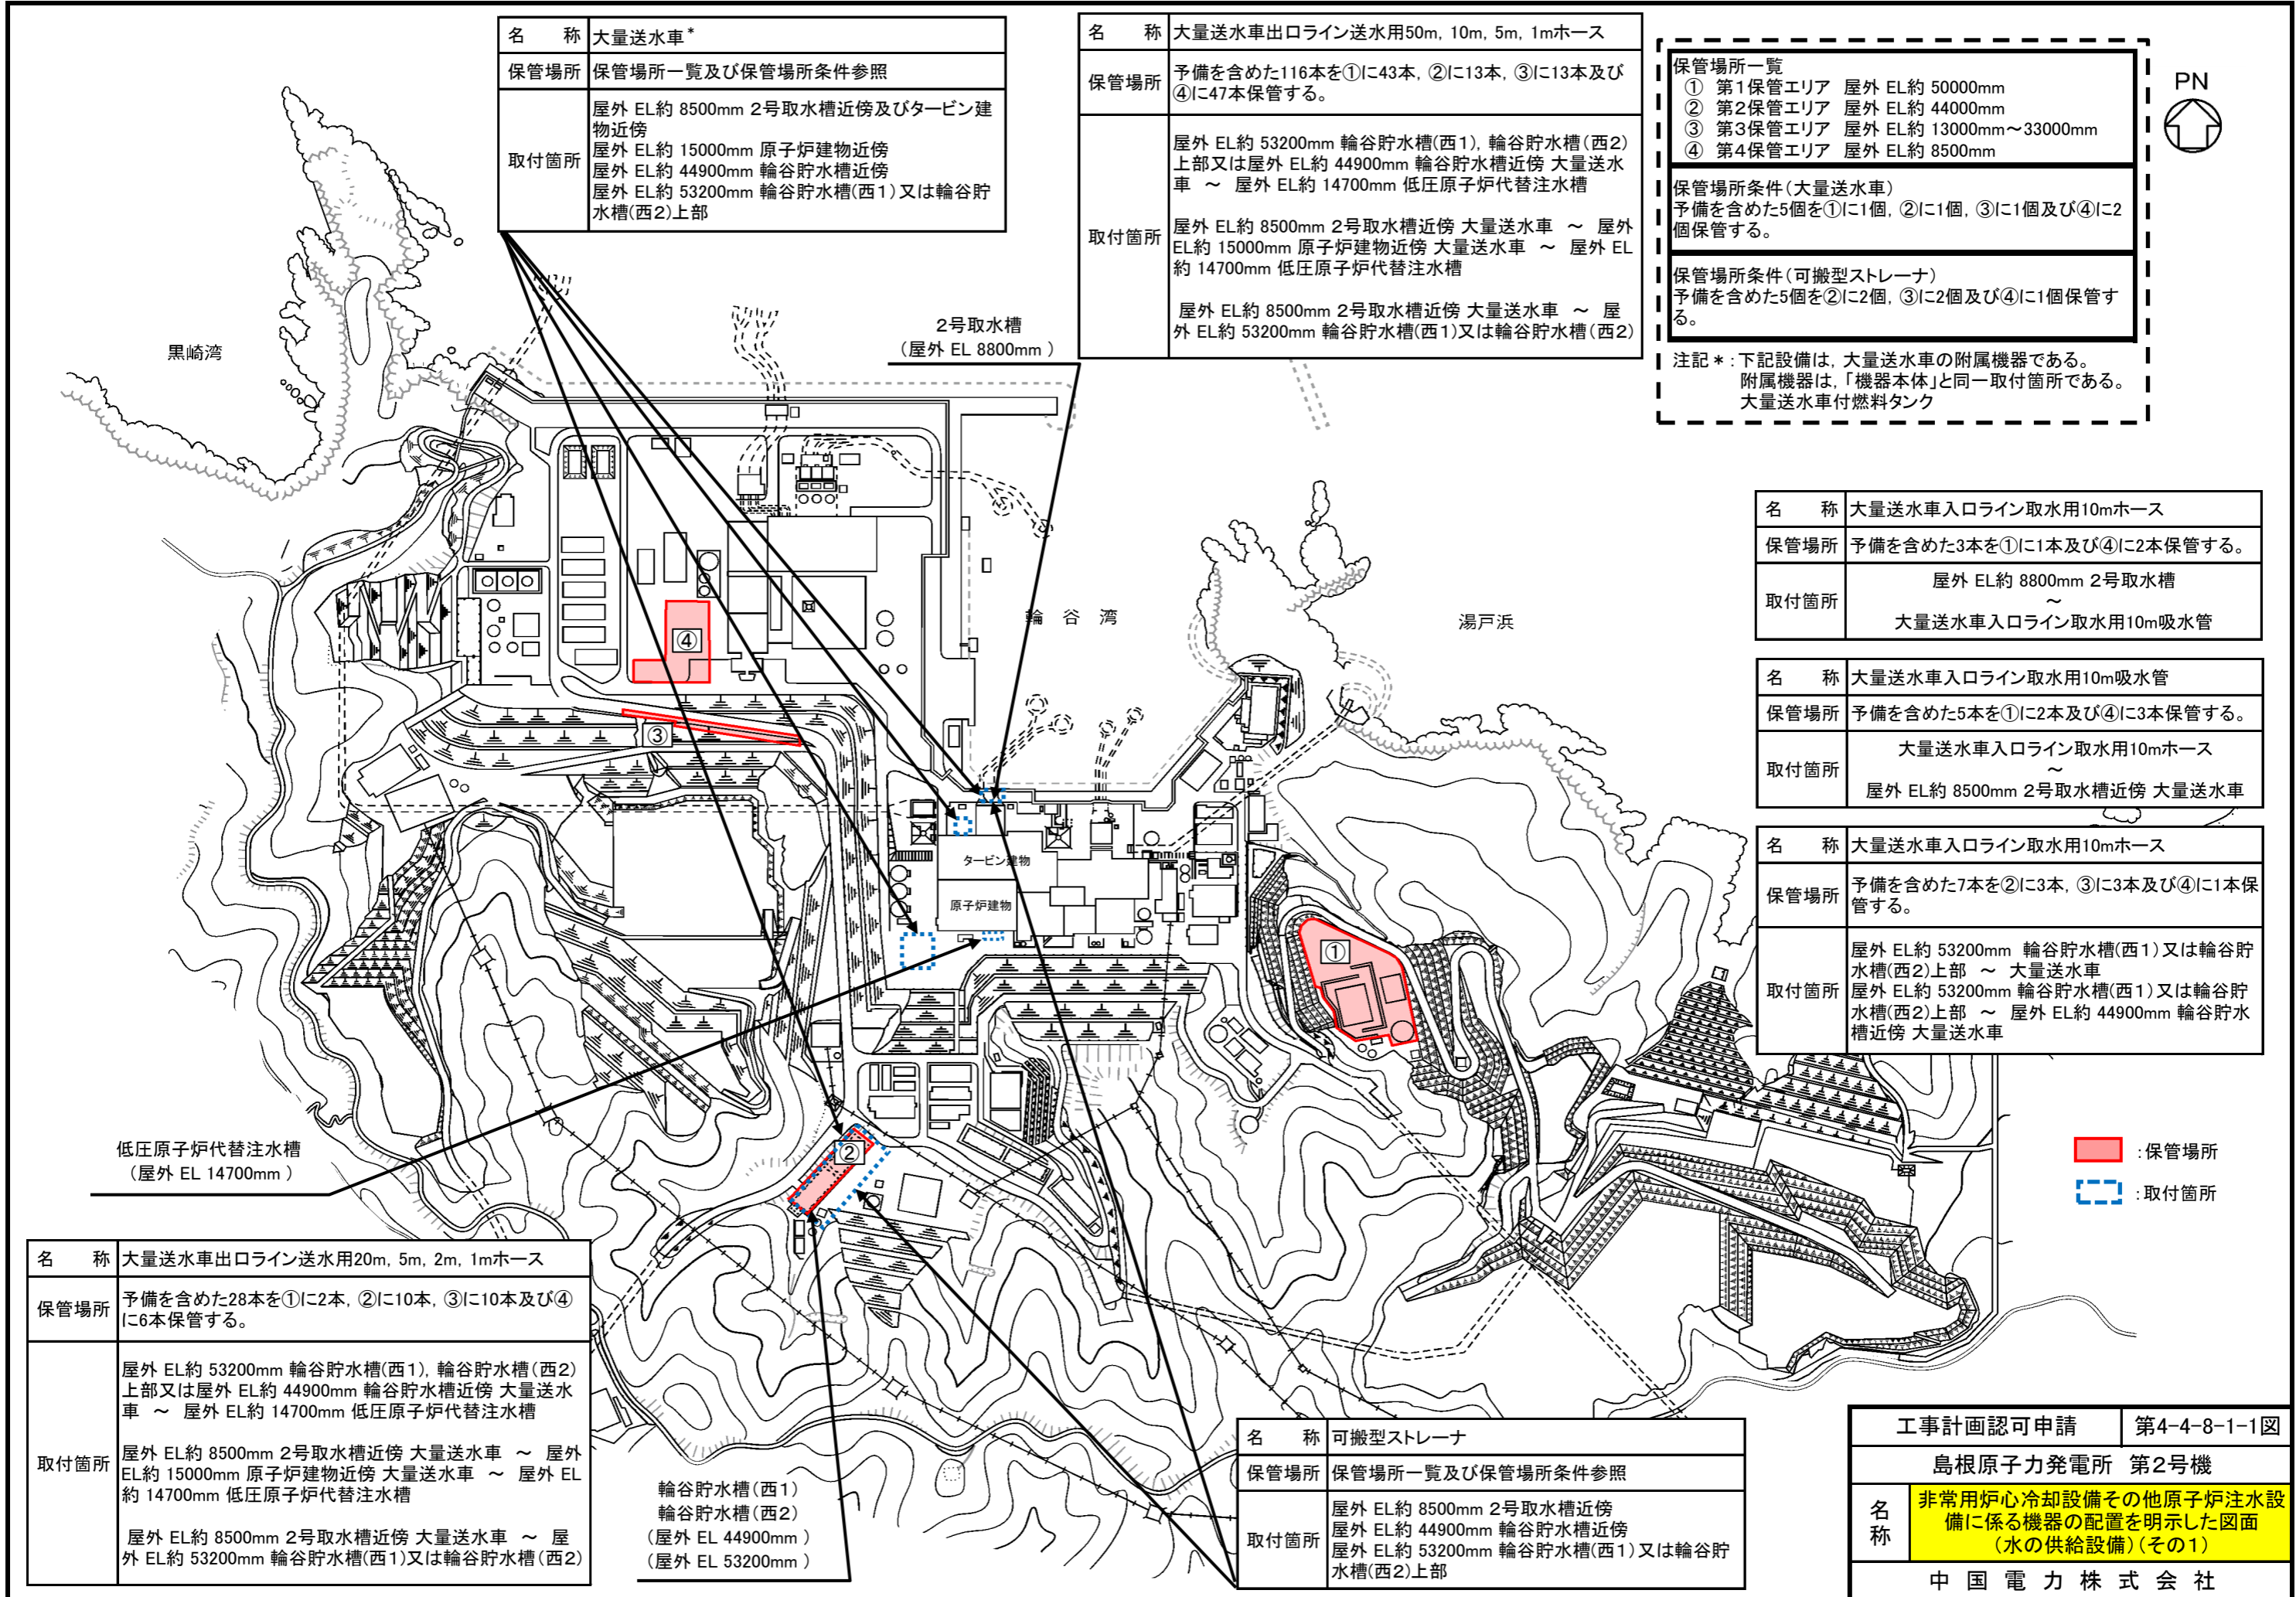 名　称 大量送水車*
保管場所 保管場所一覧及び保管場所条件参照
取付箇所
屋外 EL約 8500mm 2号取水槽近傍及びタービン建
物近傍
屋外 EL約 15000mm 原子炉建物近傍
屋外 EL約 44900mm 輪谷貯水槽近傍
屋外 EL約 53200mm 輪谷貯水槽(西1)又は輪谷貯
水槽(西2)上部
名　称 大量送水車出口ライン送水用50m, 10m, 5m, 1mホース
保管場所
予備を含めた116本を①に43本, ②に13本, ③に13本及び
④に47本保管する。
取付箇所
屋外 EL約 53200mm 輪谷貯水槽(西1), 輪谷貯水槽(西2)
上部又は屋外 EL約 44900mm 輪谷貯水槽近傍 大量送水
車 ～ 屋外 EL約 14700mm 低圧原子炉代替注水槽
屋外 EL約 8500mm 2号取水槽近傍 大量送水車 ～ 屋外
EL約 15000mm 原子炉建物近傍 大量送水車 ～ 屋外 EL
約 14700mm 低圧原子炉代替注水槽
屋外 EL約 8500mm 2号取水槽近傍 大量送水車 ～ 屋
外 EL約 53200mm 輪谷貯水槽(西1)又は輪谷貯水槽(西2)
保管場所一覧
① 第1保管エリア 屋外 EL約 50000mm
② 第2保管エリア 屋外 EL約 44000mm
③ 第3保管エリア 屋外 EL約 13000mm～33000mm
④ 第4保管エリア 屋外 EL約 8500mm
保管場所条件(大量送水車)
予備を含めた5個を①に1個, ②に1個, ③に1個及び④に2
個保管する。
保管場所条件(可搬型ストレーナ)
予備を含めた5個を②に2個, ③に2個及び④に1個保管す
る。
注記*:下記設備は, 大量送水車の附属機器である。
附属機器は,「機器本体」と同一取付箇所である。
大量送水車付燃料タンク
PN
黒崎湾
2号取水槽
(屋外 EL 8800mm )
輪 谷 湾
湯戸浜
④
③
タービン建物
原子炉建物
①
②
名　称 大量送水車入口ライン取水用10mホース
保管場所 予備を含めた3本を①に1本及び④に2本保管する。
取付箇所
屋外 EL約 8800mm 2号取水槽
～
大量送水車入口ライン取水用10m吸水管
名　称 大量送水車入口ライン取水用10m吸水管
保管場所 予備を含めた5本を①に2本及び④に3本保管する。
取付箇所
大量送水車入口ライン取水用10mホース
～
屋外 EL約 8500mm 2号取水槽近傍 大量送水車
名　称 大量送水車入口ライン取水用10mホース
保管場所
予備を含めた7本を②に3本, ③に3本及び④に1本保
管する。
取付箇所
屋外 EL約 53200mm 輪谷貯水槽(西1)又は輪谷貯
水槽(西2)上部 ～ 大量送水車
屋外 EL約 53200mm 輪谷貯水槽(西1)又は輪谷貯
水槽(西2)上部 ～ 屋外 EL約 44900mm 輪谷貯水
槽近傍 大量送水車
:保管場所
:取付箇所
低圧原子炉代替注水槽
(屋外 EL 14700mm )
名　称 大量送水車出口ライン送水用20m, 5m, 2m, 1mホース
保管場所
予備を含めた28本を①に2本, ②に10本, ③に10本及び④
に6本保管する。
取付箇所
屋外 EL約 53200mm 輪谷貯水槽(西1), 輪谷貯水槽(西2)
上部又は屋外 EL約 44900mm 輪谷貯水槽近傍 大量送水
車 ～ 屋外 EL約 14700mm 低圧原子炉代替注水槽
屋外 EL約 8500mm 2号取水槽近傍 大量送水車 ～ 屋外
EL約 15000mm 原子炉建物近傍 大量送水車 ～ 屋外 EL
約 14700mm 低圧原子炉代替注水槽
屋外 EL約 8500mm 2号取水槽近傍 大量送水車 ～ 屋
外 EL約 53200mm 輪谷貯水槽(西1)又は輪谷貯水槽(西2)
輪谷貯水槽(西1)
輪谷貯水槽(西2)
(屋外 EL 44900mm )
(屋外 EL 53200mm )
名　称 可搬型ストレーナ
保管場所 保管場所一覧及び保管場所条件参照
取付箇所
屋外 EL約 8500mm 2号取水槽近傍
屋外 EL約 44900mm 輪谷貯水槽近傍
屋外 EL約 53200mm 輪谷貯水槽(西1)又は輪谷貯
水槽(西2)上部
工事計画認可申請 第4-4-8-1-1図
島根原子力発電所 第2号機
名称
非常用炉心冷却設備その他原子炉注水設
備に係る機器の配置を明示した図面
(水の供給設備)(その1)
中 国 電 力 株 式 会 社